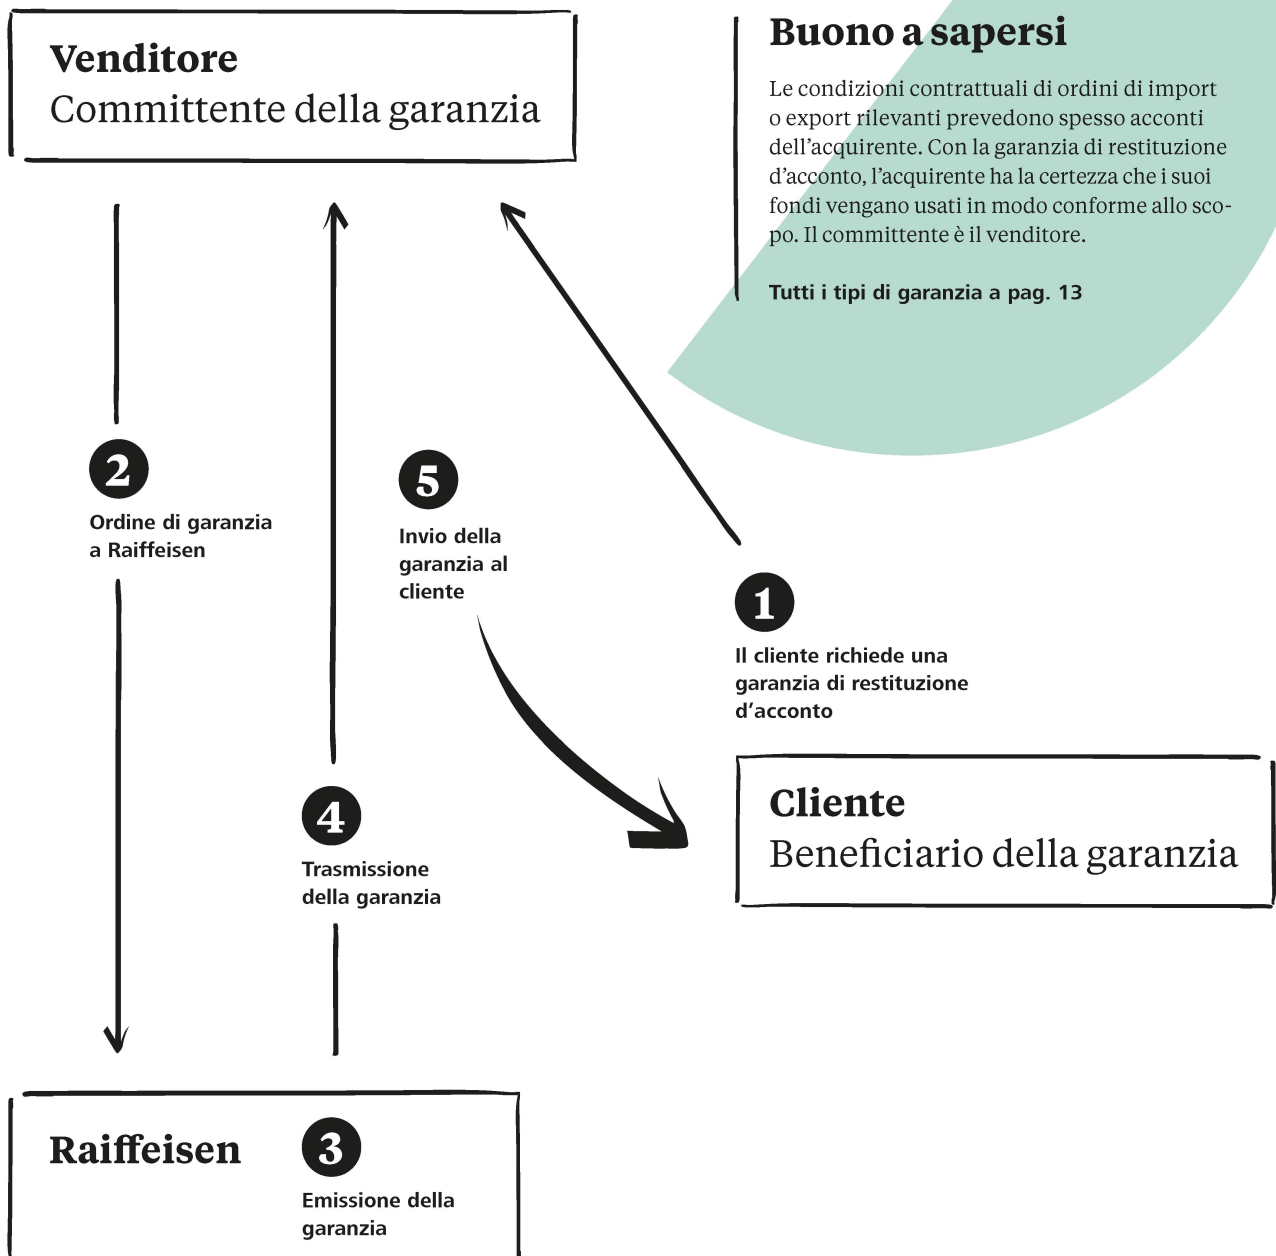 Venditore
Committente della garanzia
Buono a sapersi
Le condizioni contrattuali di ordini di import
o export rilevanti prevedono spesso acconti
dell’acquirente. Con la garanzia di restituzione
d’acconto, l’acquirente ha la certezza che i suoi
fondi vengano usati in modo conforme allo sco-
po. Il committente è il venditore.
Tutti i tipi di garanzia a pag. 13
2
Ordine di garanzia
a Raiffeisen
5
Invio della
garanzia al
cliente
1
Il cliente richiede una
garanzia di restituzione
d’acconto
4
Trasmissione
della garanzia
Cliente
Beneficiario della garanzia
Raiffeisen
3
Emissione della
garanzia